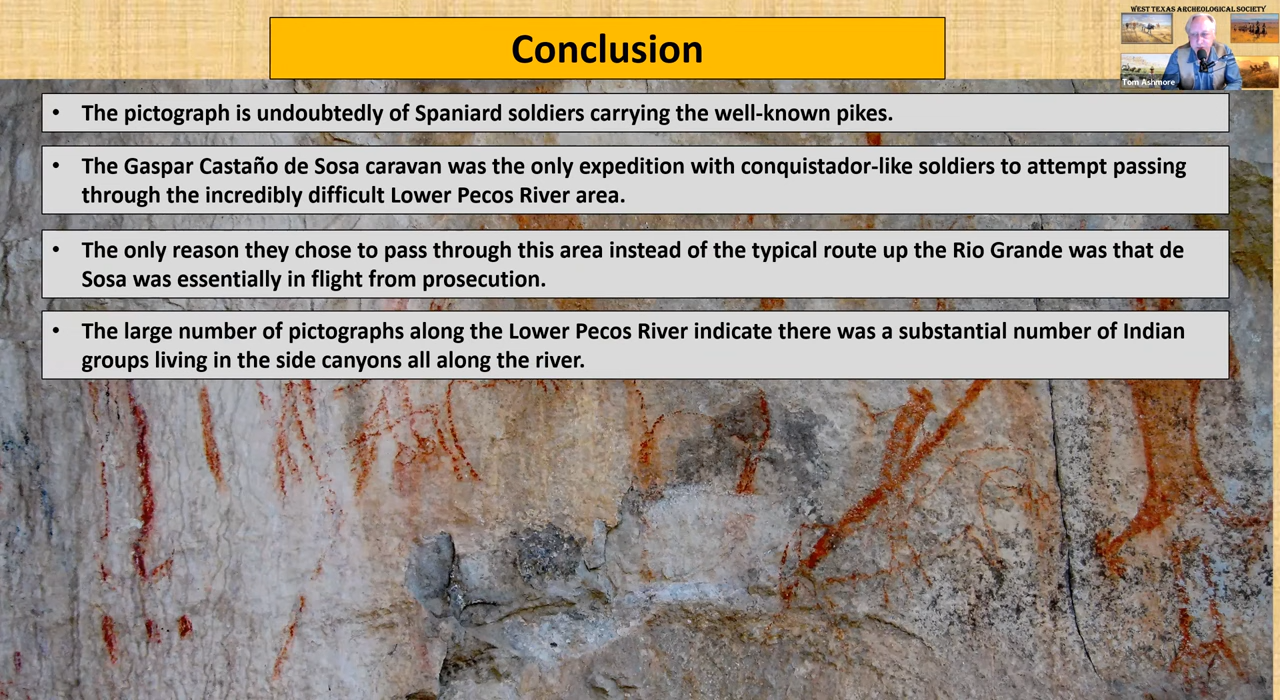 WEST TEXAS ARCHEOLOGICAL SOCIETY
Conclusion
Tom Ashmore
• The pictograph is undoubtedly of Spaniard soldiers carrying the well-known pikes.
• The Gaspar Castaño de Sosa caravan was the only expedition with conquistador-like soldiers to attempt passing
through the incredibly difficult Lower Pecos River area.
• The only reason they chose to pass through this area instead of the typical route up the Rio Grande was that de
Sosa was essentially in flight from prosecution.
• The large number of pictographs along the Lower Pecos River indicate there was a substantial number of Indian
groups living in the side canyons all along the river.